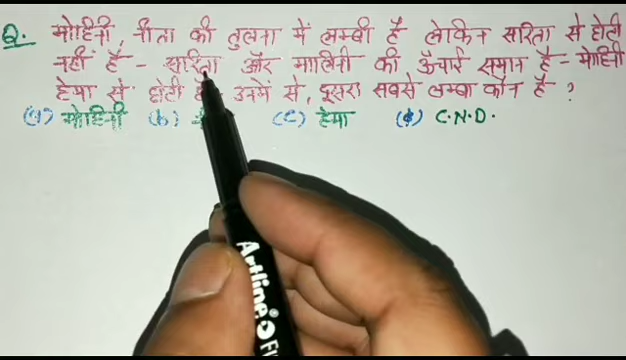 Q. मोहिनी, नीता की तुलना में लम्बी है लेकिन सरिता से छोटी
नहीं है - सरिता और मालिनी की ऊँचाई समान है - मोहिनी
हेमा से छोटी उनमें से, दूसरा सबसे लम्बा कौन है ?
(a) मोहिनी (b) (c) हेमा (d) C.N.D.
Artline